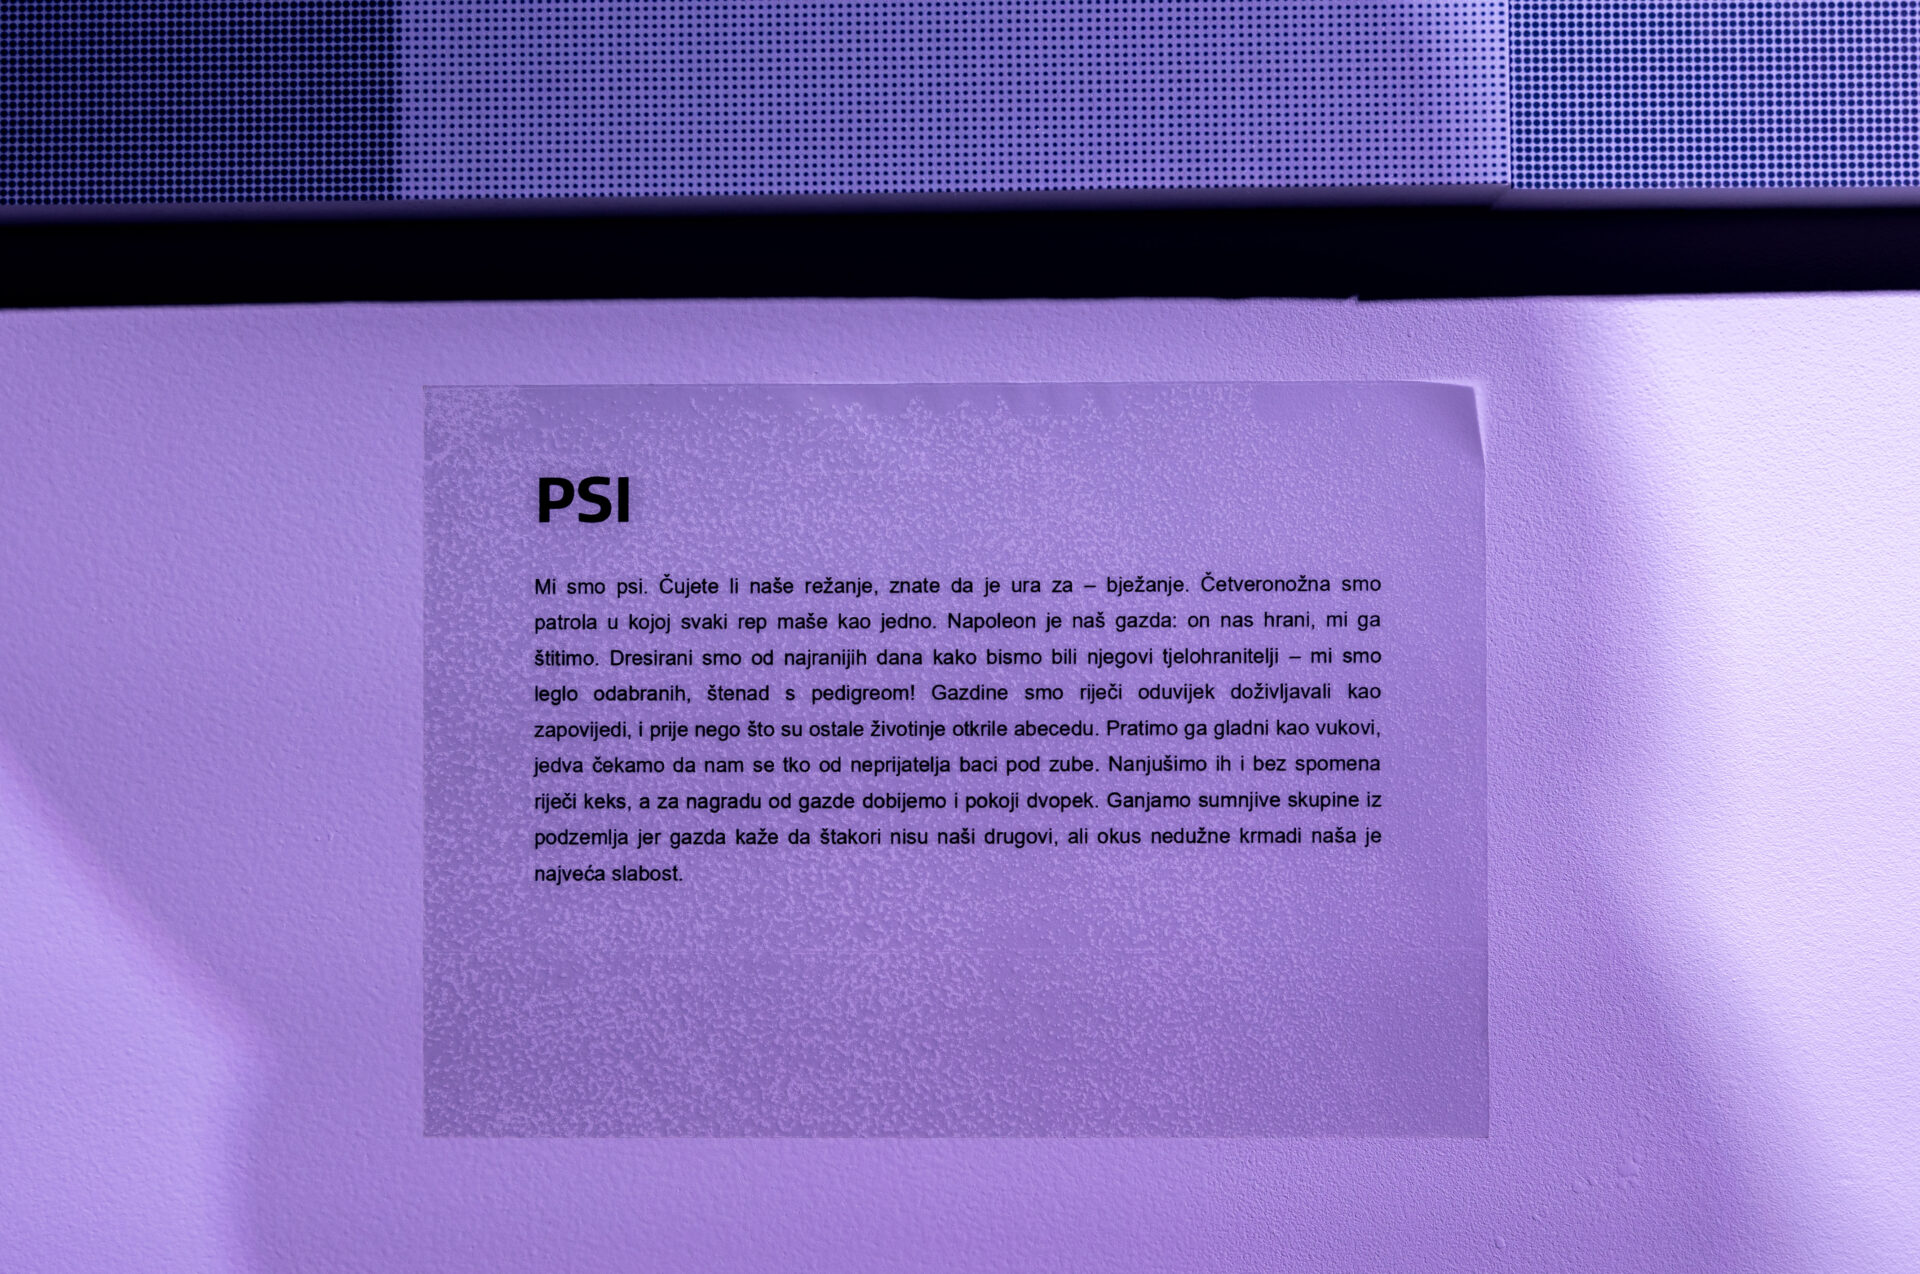 PSI
Mi smo psi. Čujete li naše režanje, znate da je ura za – bježanje. Četveronožna smo
patrola u kojoj svaki rep maše kao jedno. Napoleon je naš gazda: on nas hrani, mi ga
štitimo. Dresirani smo od najranijih dana kako bismo bili njegovi tjelohranitelji – mi smo
leglo odabranih, štenad s pedigreom! Gazdine smo riječi oduvijek doživljavali kao
zapovijedi, i prije nego što su ostale životinje otkrile abecedu. Pratimo ga gladni kao vukovi,
jedva čekamo da nam se tko od neprijatelja baci pod zube. Nanjušimo ih i bez spomena
riječi keks, a za nagradu od gazde dobijemo i pokoji dvopek. Ganjamo sumnjive skupine iz
podzemlja jer gazda kaže da štakori nisu naši drugovi, ali okus nedužne krmadi naša je
najveća slabost.